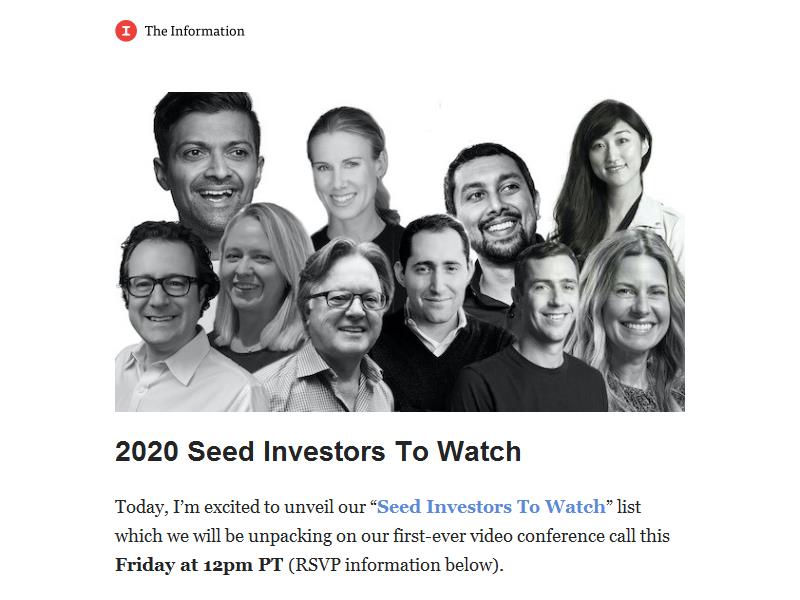 The Information
2020 Seed Investors To Watch
Today, I’m excited to unveil our “Seed Investors To Watch” list
which we will be unpacking on our first-ever video conference call this
Friday at 12pm PT (RSVP information below).